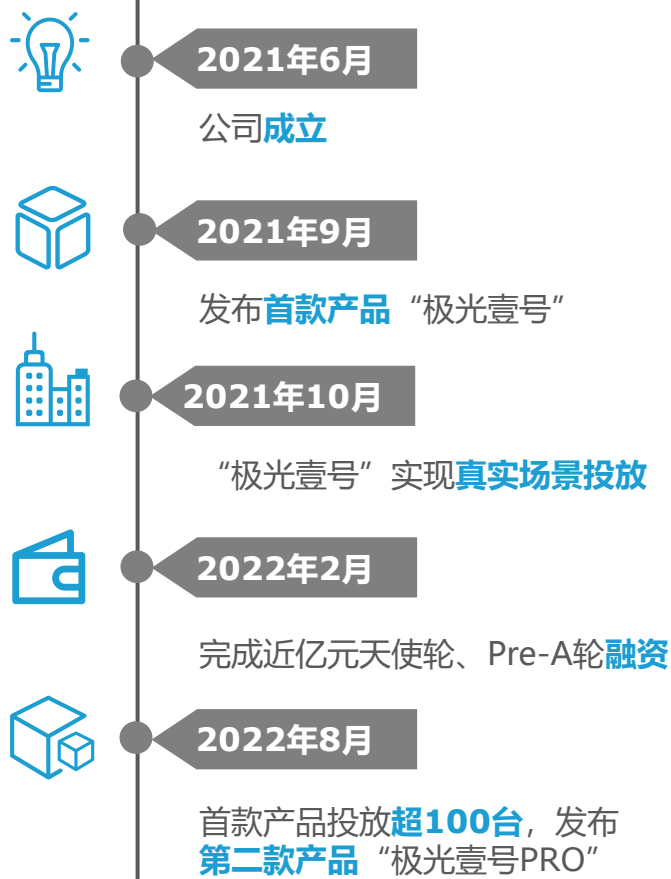 2021年6月
公司成立
2021年9月
发布首款产品“极光壹号”
2021年10月
“极光壹号”实现真实场景投放
2022年2月
完成近亿元天使轮、Pre-A轮融资
2022年8月
首款产品投放超100台，发布
第二款产品“极光壹号PRO”